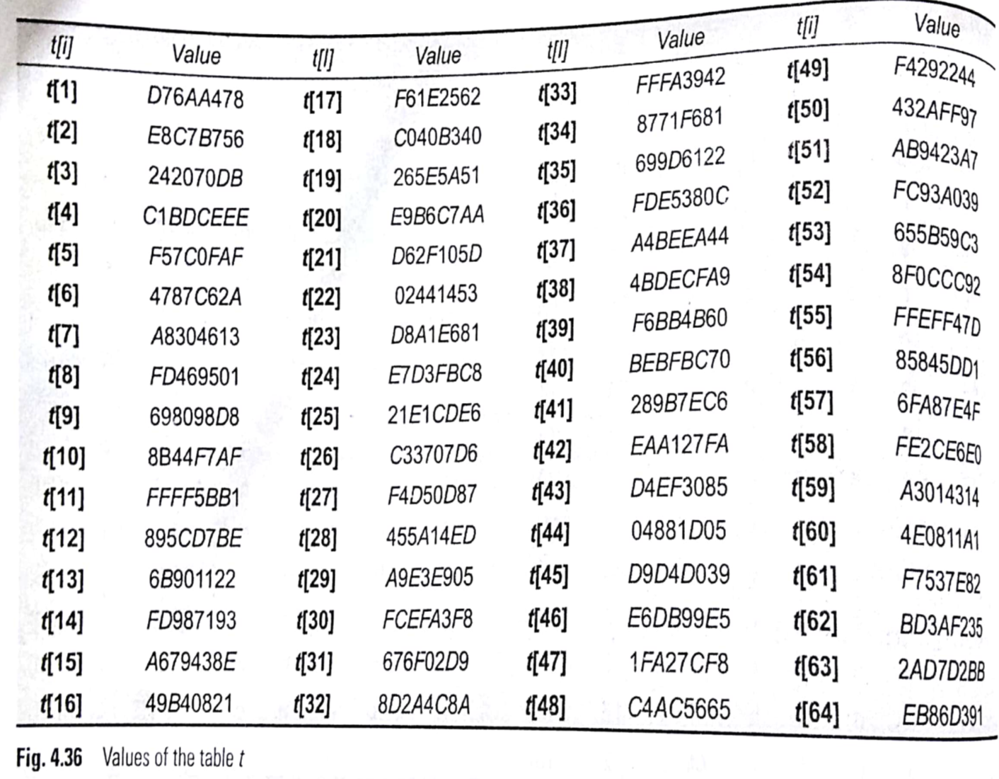 t[i] Value t[I] Value t[I] Value t[i] Value
t[1] D76AA478 t[17] F61E2562 t[33] FFFA3942 t[49] F4292244
t[2] E8C7B756 t[18] C040B340 t[34] 8771F681 t[50] 432AFF97
t[3] 242070DB t[19] 265E5A51 t[35] 699D6122 t[51] AB9423A7
t[4] C1BDCEEE t[20] E9B6C7AA t[36] FDE5380C t[52] FC93A039
t[5] F57C0FAF t[21] D62F105D t[37] A4BEEA44 t[53] 655B59C3
t[6] 4787C62A t[22] 02441453 t[38] 4BDECFA9 t[54] 8F0CCC92
t[7] A8304613 t[23] D8A1E681 t[39] F6BB4B60 t[55] FFEFF47D
t[8] FD469501 t[24] E7D3FBC8 t[40] BEBFBC70 t[56] 85845DD1
t[9] 698098D8 t[25] 21E1CDE6 t[41] 289B7EC6 t[57] 6FA87E4F
t[10] 8B44F7AF t[26] C33707D6 t[42] EAA127FA t[58] FE2CE6E0
t[11] FFFF5BB1 t[27] F4D50D87 t[43] D4EF3085 t[59] A3014314
t[12] 895CD7BE t[28] 455A14ED t[44] 04881D05 t[60] 4E0811A1
t[13] 6B901122 t[29] A9E3E905 t[45] D9D4D039 t[61] F7537E82
t[14] FD987193 t[30] FCEFA3F8 t[46] E6DB99E5 t[62] BD3AF235
t[15] A679438E t[31] 676F02D9 t[47] 1FA27CF8 t[63] 2AD7D2BB
t[16] 49B40821 t[32] 8D2A4C8A t[48] C4AC5665 t[64] EB86D391
Fig. 4.36 Values of the table t